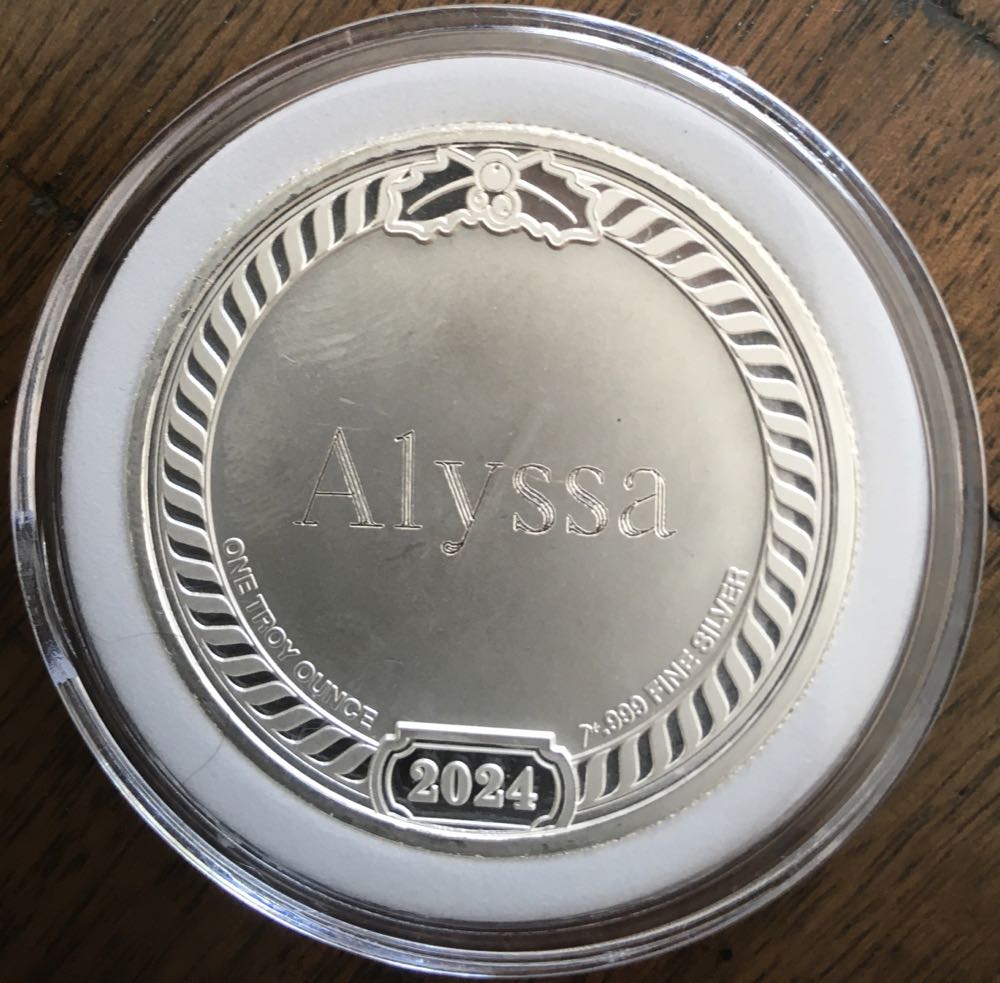 Alyssa
ONE TROY OUNCE
.999 FINE SILVER
2024